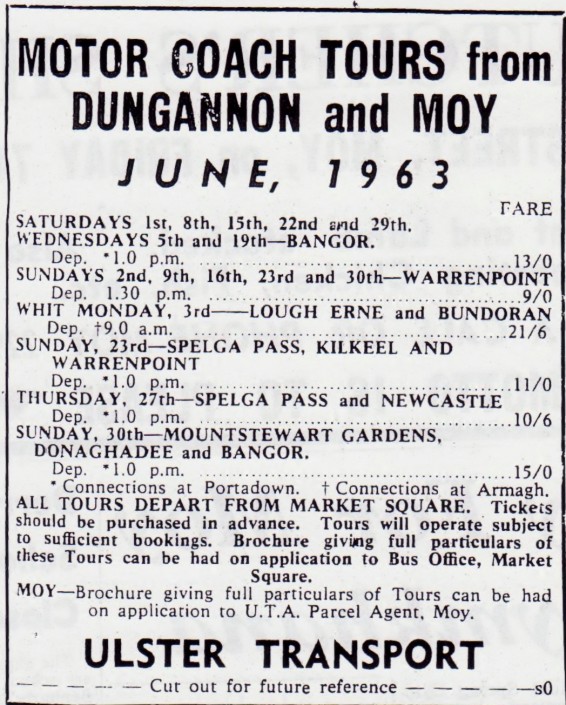 MOTOR COACH TOURS from
DUNGANNON and MOY
JUNE, 1963
FARE
SATURDAYS 1st, 8th, 15th, 22nd and 29th.
WEDNESDAYS 5th and 19th—BANGOR.
Dep. *1.0 p.m. ........ 13/0
SUNDAYS 2nd, 9th, 16th, 23rd and 30th—WARRENPOINT
Dep. 1.30 p.m. ........ 9/0
WHIT MONDAY, 3rd——LOUGH ERNE and BUNDORAN
Dep. †9.0 a.m. ........ 21/6
SUNDAY, 23rd—SPELGA PASS, KILKEEL AND
WARRENPOINT
Dep. *1.0 p.m. ........ 11/0
THURSDAY, 27th—SPELGA PASS and NEWCASTLE
Dep. *1.0 p.m. ........ 10/6
SUNDAY, 30th—MOUNTSTEWART GARDENS,
DONAGHADEE and BANGOR.
Dep. *1.0 p.m. ........ 15/0
* Connections at Portadown. † Connections at Armagh.
ALL TOURS DEPART FROM MARKET SQUARE. Tickets
should be purchased in advance. Tours will operate subject
to sufficient bookings. Brochure giving full particulars of
these Tours can be had on application to Bus Office, Market
Square.
MOY—Brochure giving full particulars of Tours can be had
on application to U.T.A. Parcel Agent, Moy.
ULSTER TRANSPORT
— — — — Cut out for future reference — — — — —s0